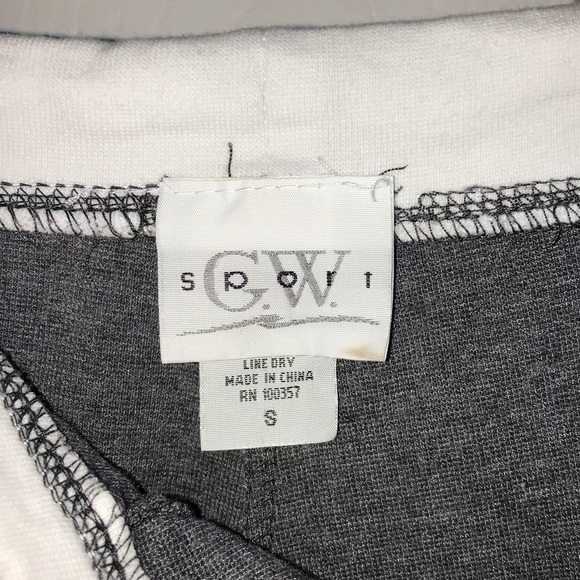 G.W.
sport
LINE DRY
MADE IN CHINA
RN 100357
S